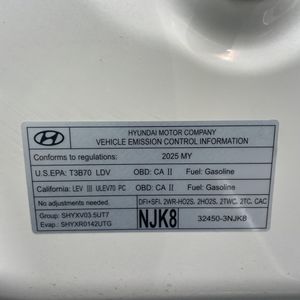 HYUNDAI MOTOR COMPANY
VEHICLE EMISSION CONTROL INFORMATION
Conforms to regulations: 2025 MY
U.S.EPA: T3B70 LDV OBD: CA II Fuel: Gasoline
California: LEV III ULEV70 PC OBD: CA II Fuel: Gasoline
No adjustments needed. DFI+SFI, 2WR-HO2S, 2HO2S, 2TWC, 2TC, CAC
Group: SHYXV03.5UT7
Evap: SHYXR0142UTG
NJK8 32450-3NJK8